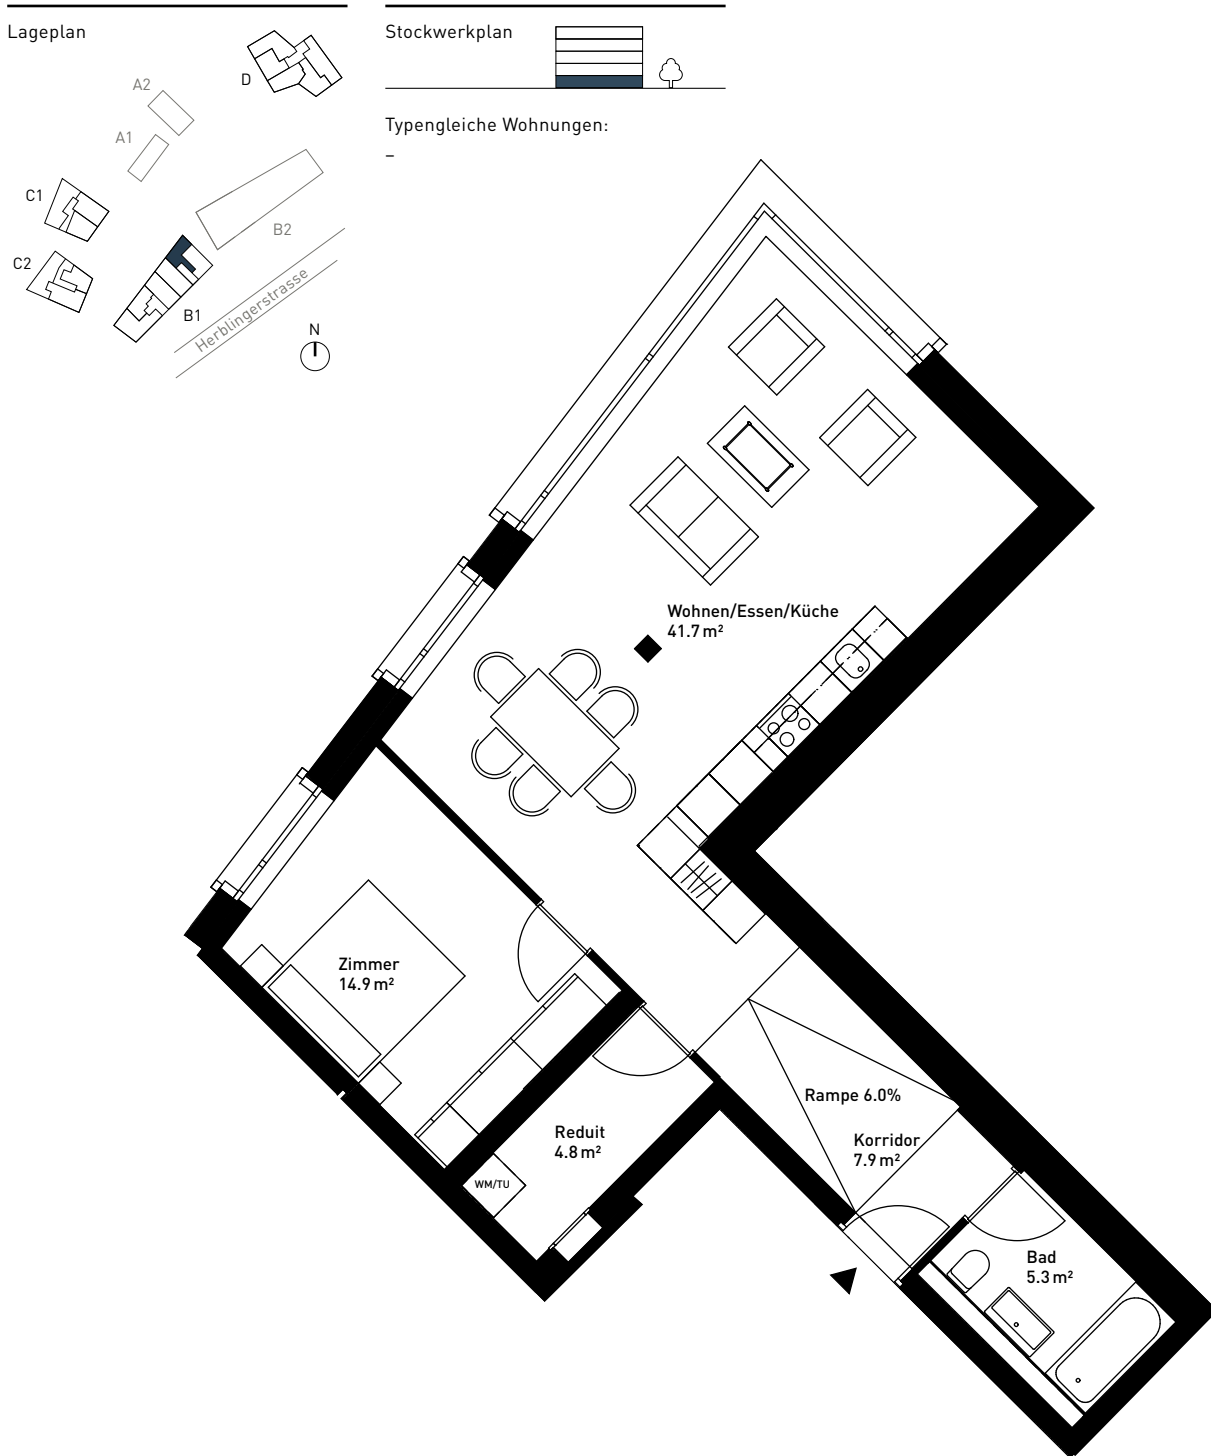 Lageplan
D
A2
A1
C1
B2
C2
B1
Herblingerstrasse
N
Stockwerkplan
Typengleiche Wohnungen:
–
Wohnen/Essen/Küche
41.7 m²
Zimmer
14.9 m²
Rampe 6.0%
Reduit
4.8 m²
Korridor
7.9 m²
WM/TU
Bad
5.3 m²